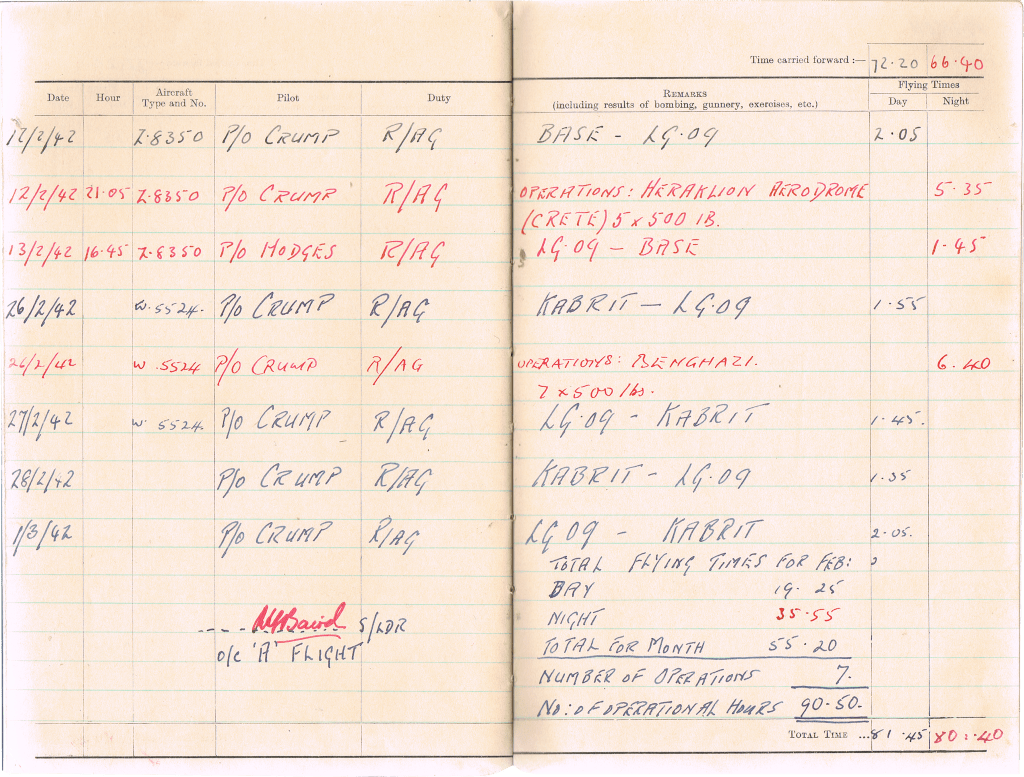 Time carried forward :— 72·20 66·40
Flying Times
Date Hour Aircraft Type and No. Pilot Duty REMARKS (including results of bombing, gunnery, exercises, etc.) Day Night
12/2/42 Z·8350 P/o CRUMP R/AG BASE - LG·09 2·05
12/2/42 21·05 Z·8350 P/o CRUMP R/AG OPERATIONS: HERAKLION AERODROME 5·35
(CRETE) 5 x 500 lB.
13/2/42 16·45 Z·8350 P/o HODGES R/AG LG·09 - BASE 1·45
26/2/42 W·5524· P/o CRUMP R/AG KABRIT - LG·09 1·55
26/2/42 W·5524 P/o CRUMP R/AG OPERATIONS: BENGHAZI. 6·40
7 x 500 lbs.
27/2/42 W·5524· P/o CRUMP R/AG LG·09 - KABRIT 1·45·
28/2/42 P/o CRUMP R/AG KABRIT - LG·09 1·35
1/3/42 P/o CRUMP R/AG LG 09 - KABRIT 2·05·
TOTAL FLYING TIMES FOR FEB:
DAY 19·25
NIGHT 35·55
S/LDR
TOTAL FOR MONTH 55·20
o/c 'A' FLIGHT
NUMBER OF OPERATIONS 7.
NO: OF OPERATIONAL HOURS 90·50·
TOTAL TIME ... 81·45 80:·40